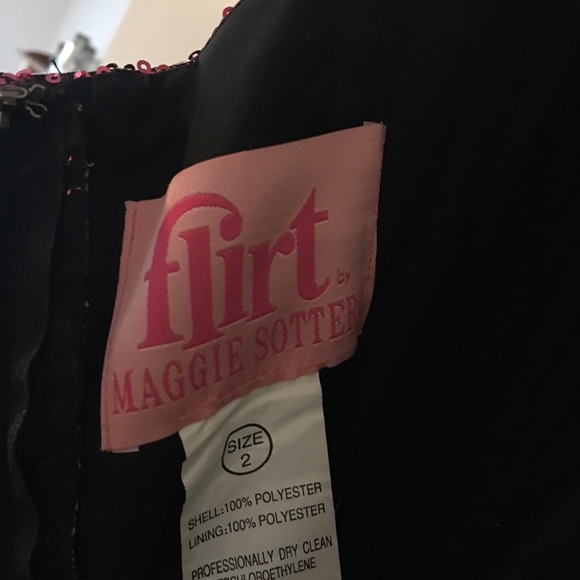 flirt
by
MAGGIE SOTTER
SIZE
2
SHELL:100% POLYESTER
LINING:100% POLYESTER
PROFESSIONALLY DRY CLEAN